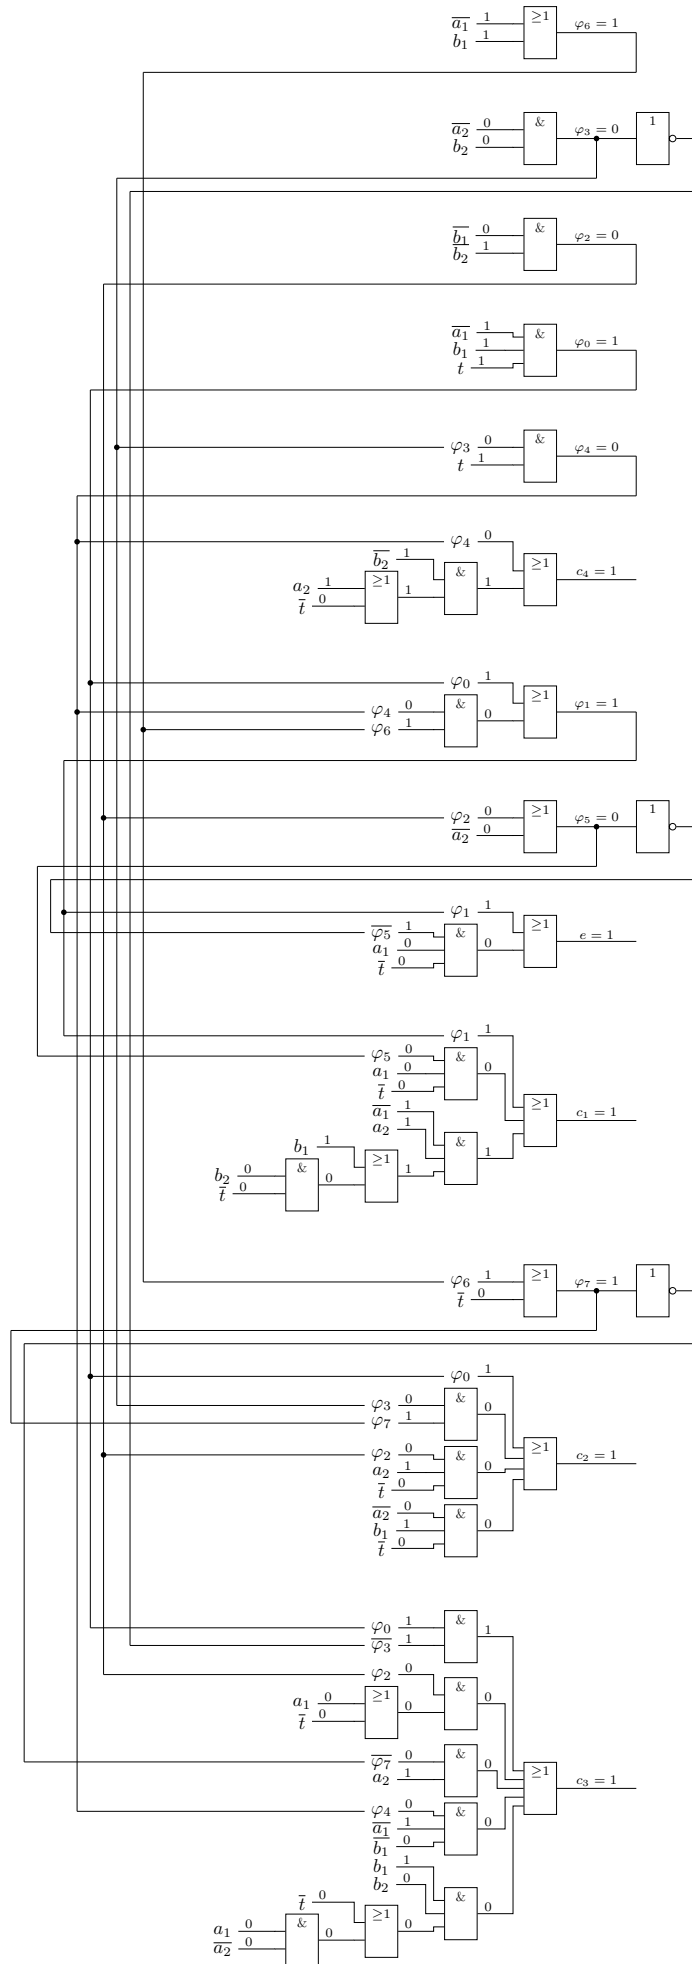 1 ≥1 φ₆ = 1
a̅₁
b₁ 1
0 & φ₃ = 0 1
a̅₂
b₂ 0
0 & φ₂ = 0
b̅₁
b̅₂ 1
1 & φ₀ = 1
a̅₁
b₁ 1
t 1
φ₃ 0 & φ₄ = 0
t 1
φ₄ 0
b̅₂ 1 & ≥1 c₄ = 1
a₂ 1 ≥1 1 1
t̅ 0
φ₀ 1
φ₄ 0 & 0 ≥1 φ₁ = 1
φ₆ 1
φ₂ 0 ≥1 φ₅ = 0 1
a̅₂ 0
φ₁ 1
φ̅₅ 1 & 0 ≥1 e = 1
a₁ 0
t̅ 0
φ₁ 1
φ₅ 0 & 0
a₁ 0
t̅ 0
a̅₁ 1 ≥1 c₁ = 1
a₂ 1 & 1
b₁ 1 ≥1 1
b₂ 0 & 0
t̅ 0
φ₆ 1 ≥1 φ₇ = 1 1
t̅ 0
φ₀ 1
φ₃ 0 & 0
φ₇ 1
φ₂ 0 & 0 ≥1 c₂ = 1
a₂ 1
t̅ 0
a̅₂ 0 & 0
b₁ 1
t̅ 0
φ₀ 1 & 1
φ̅₃ 1
φ₂ 0 & 0
a₁ 0 ≥1 0
t̅ 0
φ̅₇ 0 & 0 ≥1 c₃ = 1
a₂ 1
φ₄ 0 & 0
a̅₁ 1
b̅₁ 0
b₁ 1
b₂ 0 & 0
t̅ 0 ≥1 0
a₁ 0 & 0
a̅₂ 0